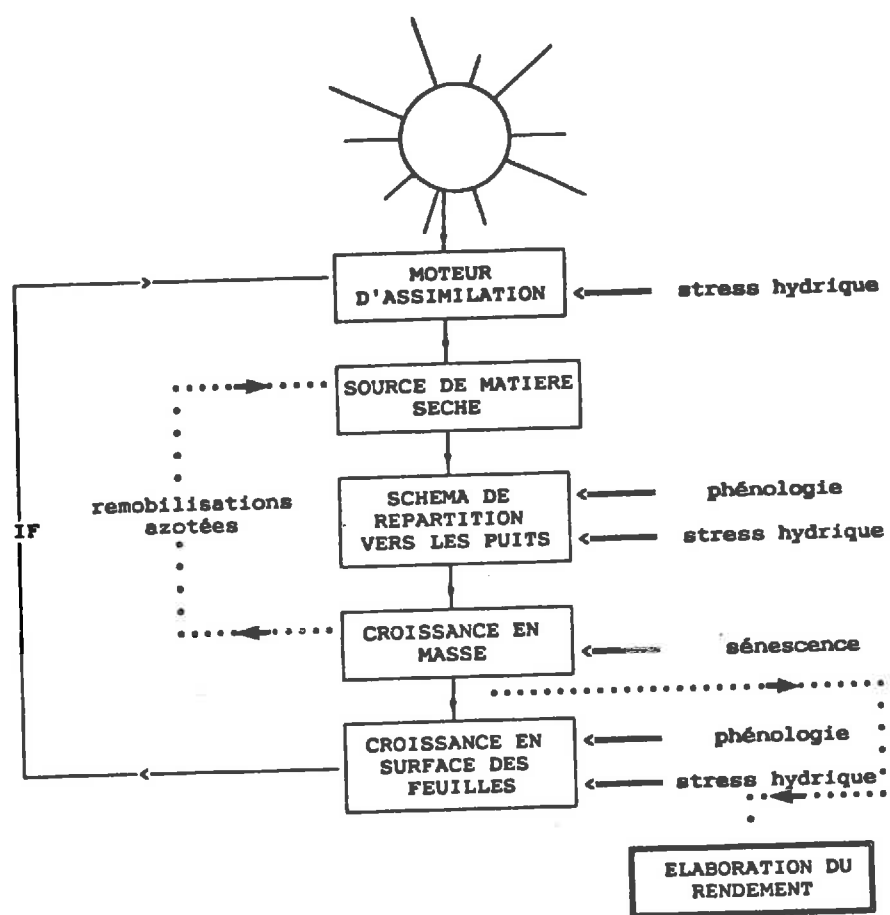 MOTEUR
D'ASSIMILATION
stress hydrique
SOURCE DE MATIERE
SECHE
remobilisations
azotées
IF
SCHEMA DE
REPARTITION
VERS LES PUITS
phénologie
stress hydrique
CROISSANCE EN
MASSE
sénescence
CROISSANCE EN
SURFACE DES
FEUILLES
phénologie
stress hydrique
ELABORATION DU
RENDEMENT